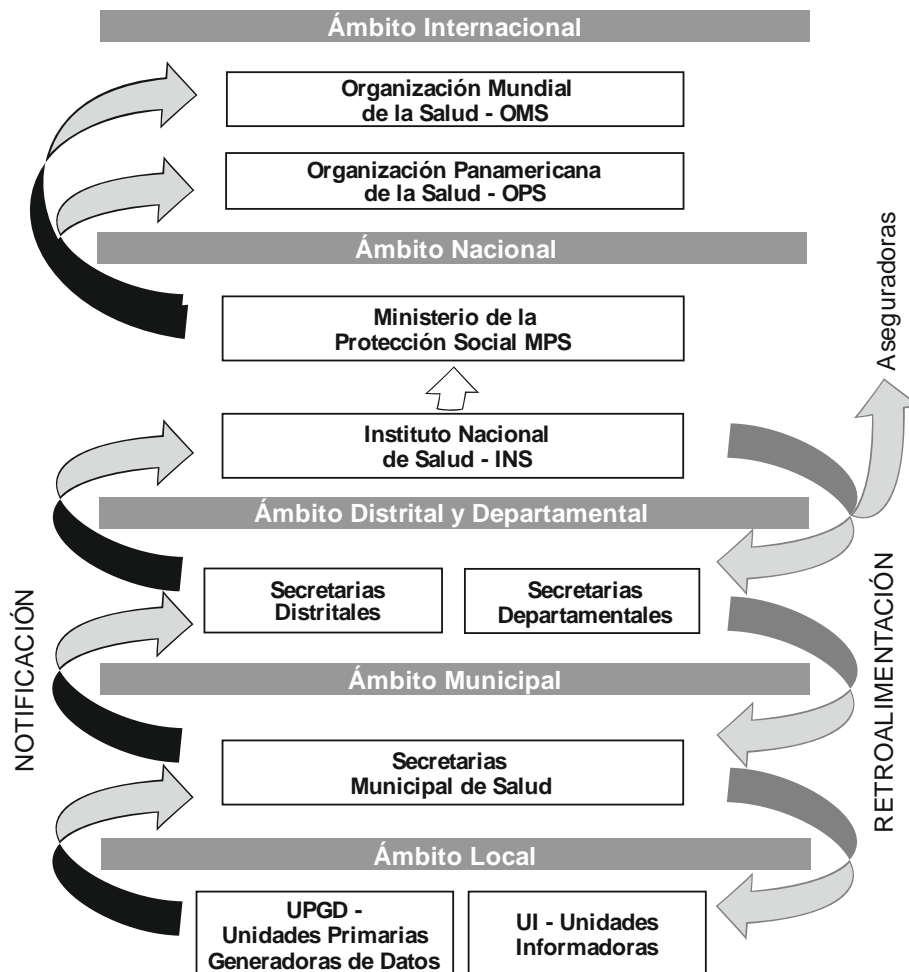 Ámbito Internacional
Organización Mundial
de la Salud - OMS
Organización Panamericana
de la Salud - OPS
Ámbito Nacional
Ministerio de la
Protección Social MPS
Aseguradoras
Instituto Nacional
de Salud - INS
Ámbito Distrital y Departamental
Secretarias
Distritales
Secretarias
Departamentales
NOTIFICACIÓN
RETROALIMENTACIÓN
Ámbito Municipal
Secretarias
Municipal de Salud
Ámbito Local
UPGD -
Unidades Primarias
Generadoras de Datos
UI - Unidades
Informadoras